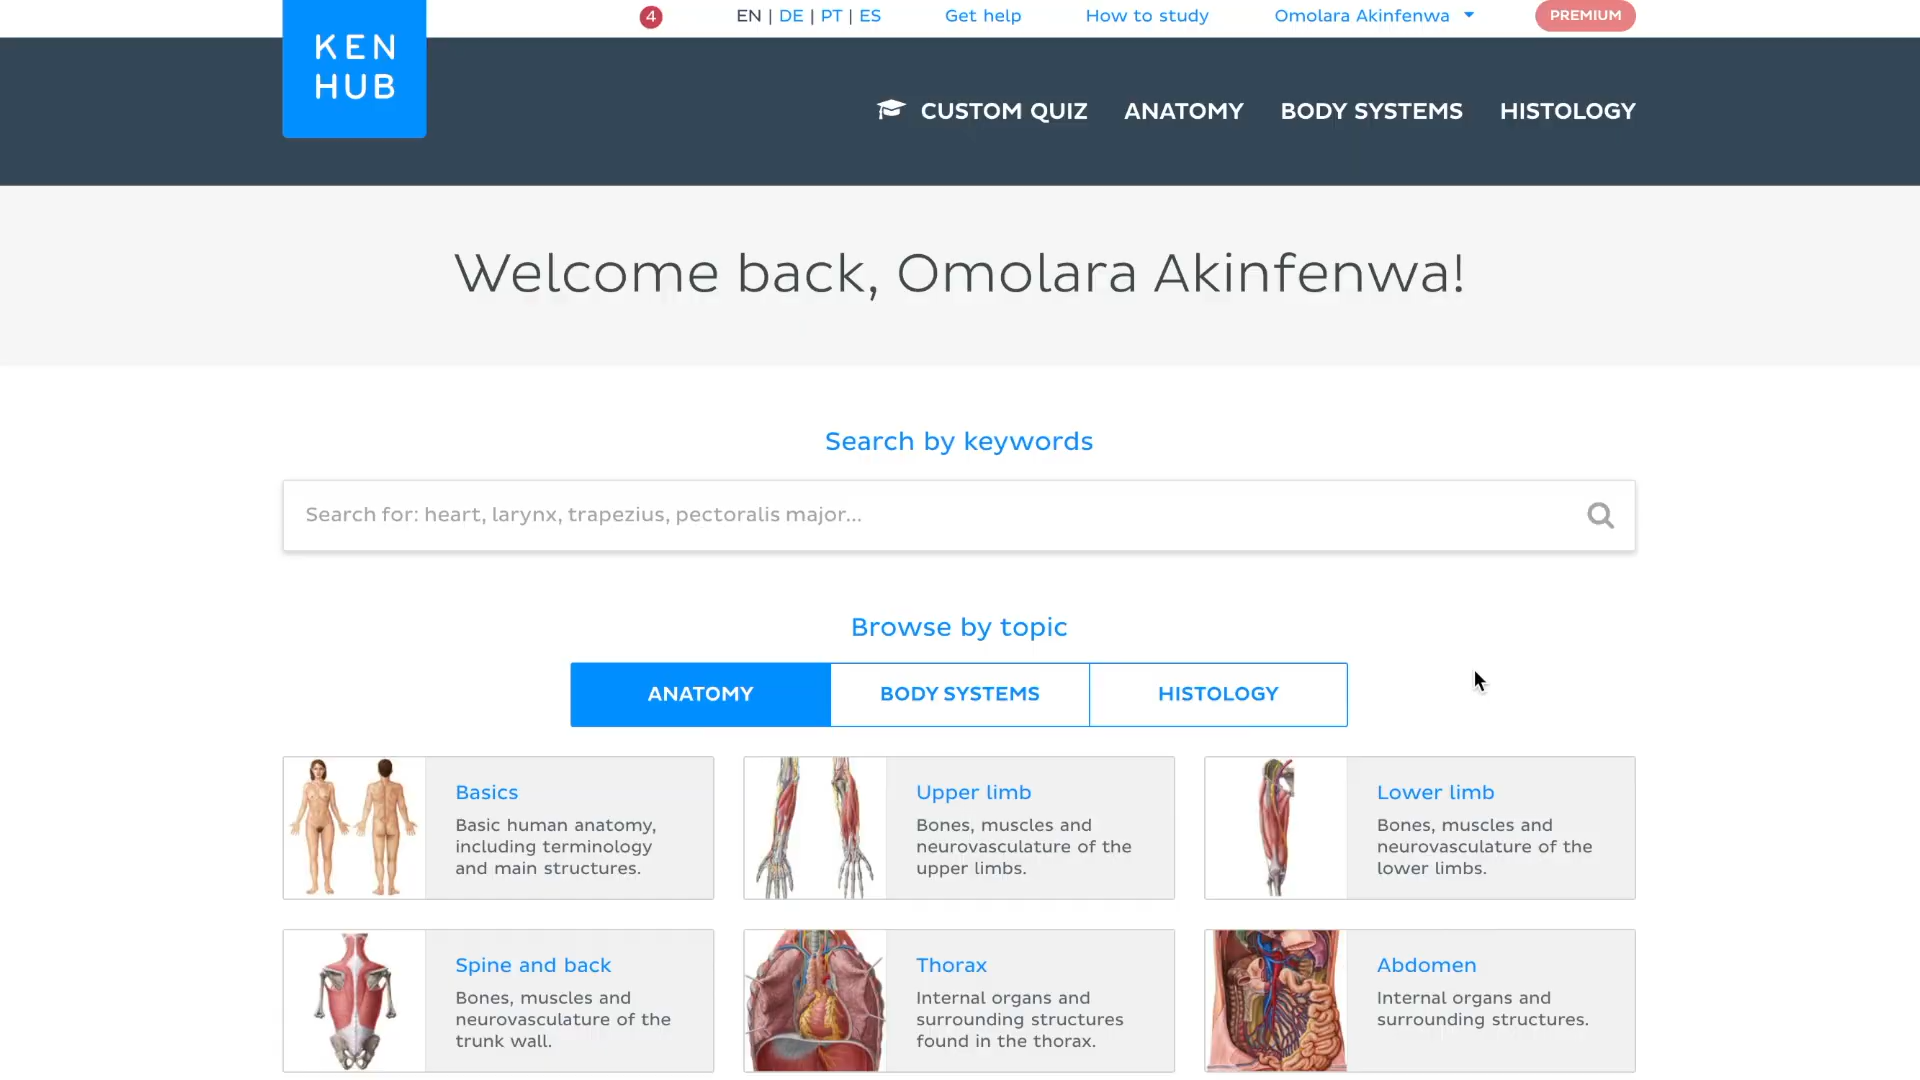 KEN
HUB
4
EN | DE | PT | ES
Get help
How to study
Omolara Akinfenwa
PREMIUM
CUSTOM QUIZ
ANATOMY
BODY SYSTEMS
HISTOLOGY
Welcome back, Omolara Akinfenwa!
Search by keywords
Search for: heart, larynx, trapezius, pectoralis major...
Browse by topic
ANATOMY
BODY SYSTEMS
HISTOLOGY
Basics
Basic human anatomy,
including terminology
and main structures.
Upper limb
Bones, muscles and
neurovasculature of the
upper limbs.
Lower limb
Bones, muscles and
neurovasculature of the
lower limbs.
Spine and back
Bones, muscles and
neurovasculature of the
trunk wall.
Thorax
Internal organs and
surrounding structures
found in the thorax.
Abdomen
Internal organs and
surrounding structures.